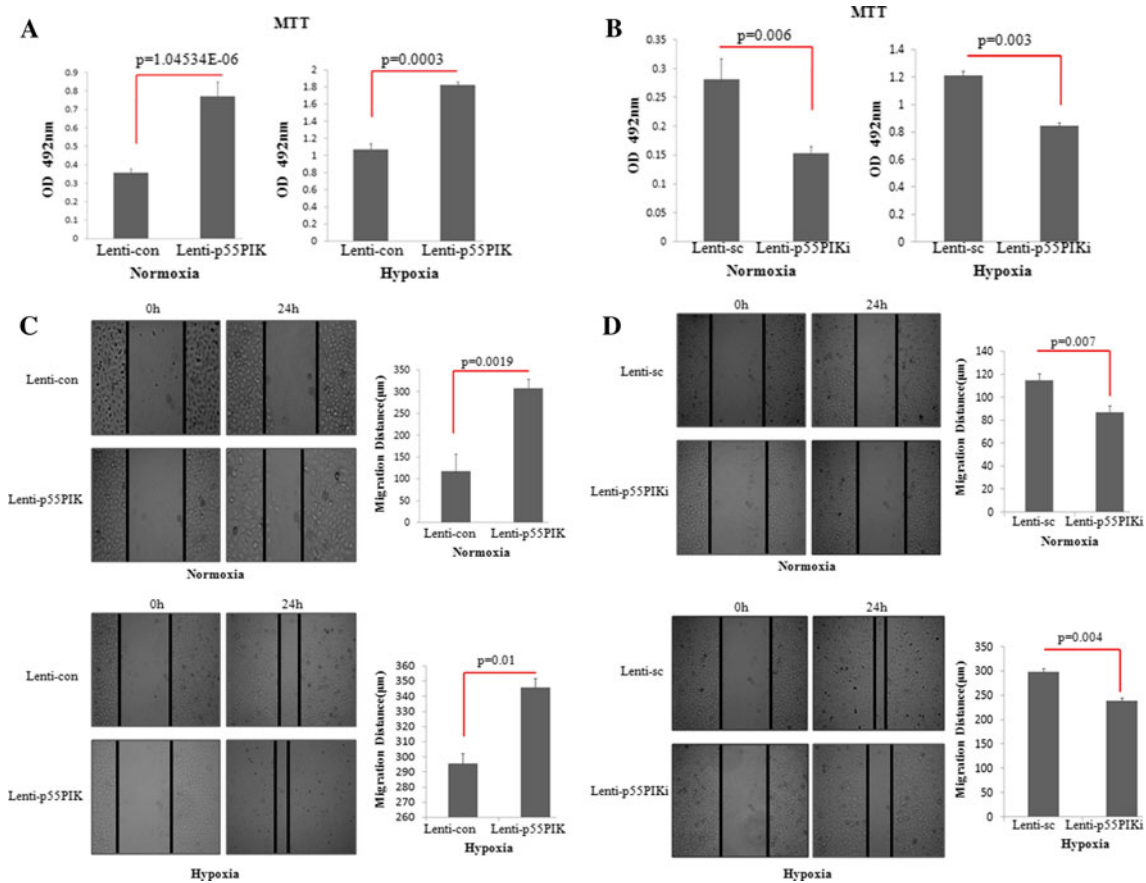 A
MTT
p=1.04534E-06
0.9
0.8
0.7
0.6
0.5
0.4
0.3
0.2
0.1
0
OD 492nm
Lenti-con Lenti-p55PIK
Normoxia
p=0.0003
2
1.8
1.6
1.4
1.2
1
0.8
0.6
0.4
0.2
0
OD 492nm
Lenti-con Lenti-p55PIK
Hypoxia
B
MTT
p=0.006
0.35
0.3
0.25
0.2
0.15
0.1
0.05
0
OD 492nm
Lenti-sc Lenti-p55PIKi
Normoxia
p=0.003
1.4
1.2
1
0.8
0.6
0.4
0.2
0
OD 492nm
Lenti-sc Lenti-p55PIKi
Hypoxia
C
0h 24h
Lenti-con
Lenti-p55PIK
Normoxia
p=0.0019
350
300
250
200
150
100
50
0
Migration Distance(μm)
Lenti-con Lenti-p55PIK
Normoxia
0h 24h
Lenti-con
Lenti-p55PIK
Hypoxia
p=0.01
360
350
340
330
320
310
300
290
280
270
260
Migration Distance(μm)
Lenti-con Lenti-p55PIK
Hypoxia
D
0h 24h
Lenti-sc
Lenti-p55PIKi
Normoxia
p=0.007
140
120
100
80
60
40
20
0
Migration Distance(μm)
Lenti-sc Lenti-p55PIKi
Normoxia
0h 24h
Lenti-sc
Lenti-p55PIKi
Hypoxia
p=0.004
350
300
250
200
150
100
50
0
Migration Distance(μm)
Lenti-sc Lenti-p55PIKi
Hypoxia